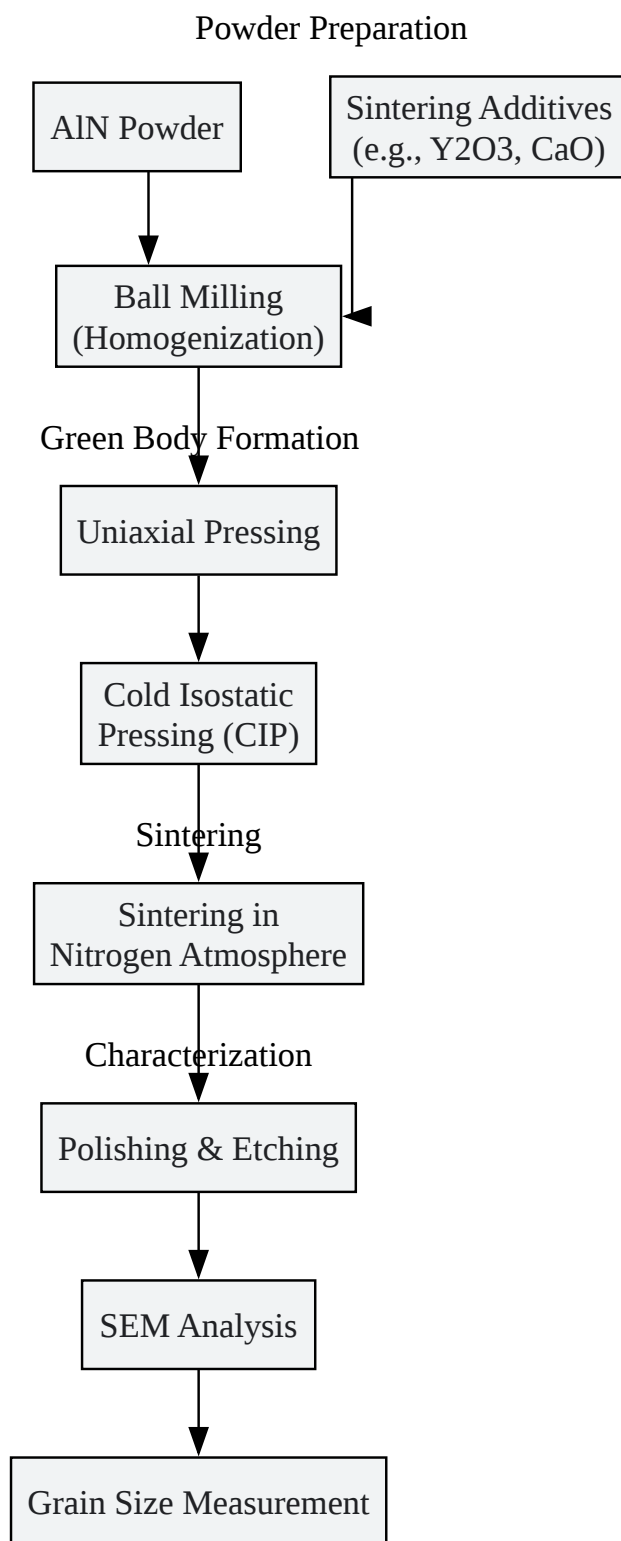 Powder Preparation
AlN Powder
Sintering Additives
(e.g., Y2O3, CaO)
Ball Milling
(Homogenization)
Green Body Formation
Uniaxial Pressing
Cold Isostatic
Pressing (CIP)
Sintering
Sintering in
Nitrogen Atmosphere
Characterization
Polishing & Etching
SEM Analysis
Grain Size Measurement